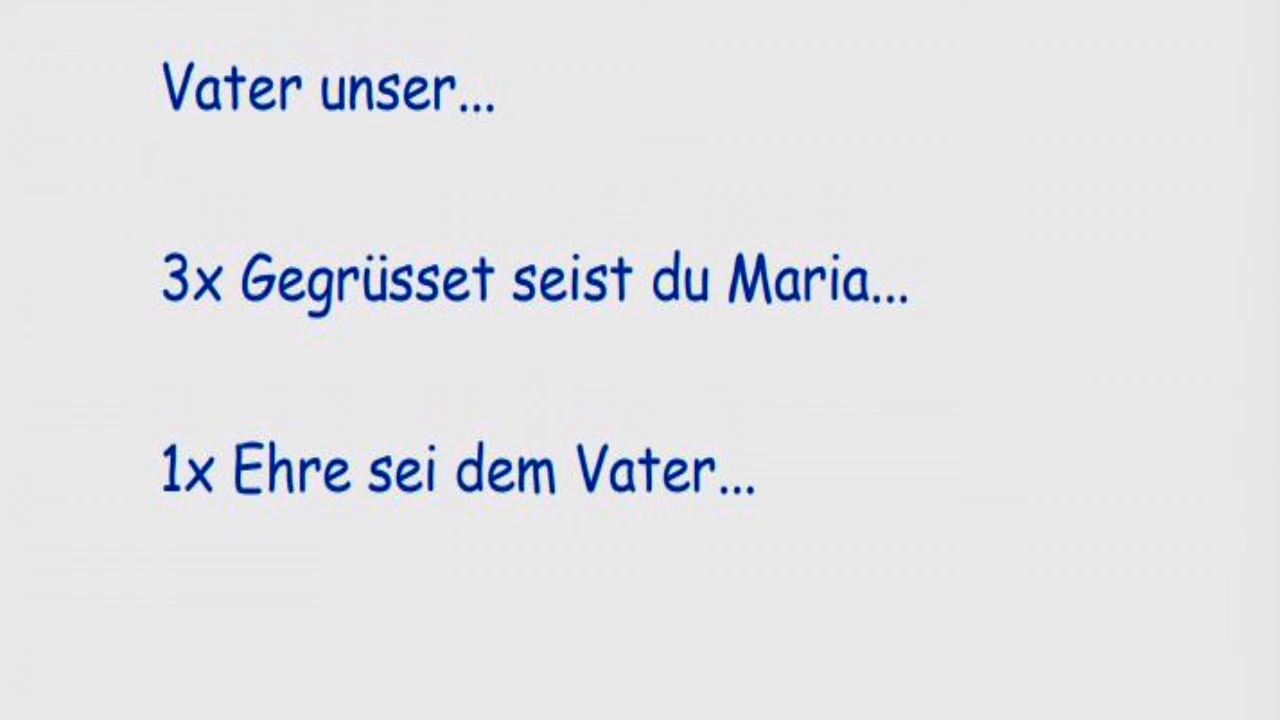 Vater unser...
3x Gegrüsset seist du Maria...
1x Ehre sei dem Vater...